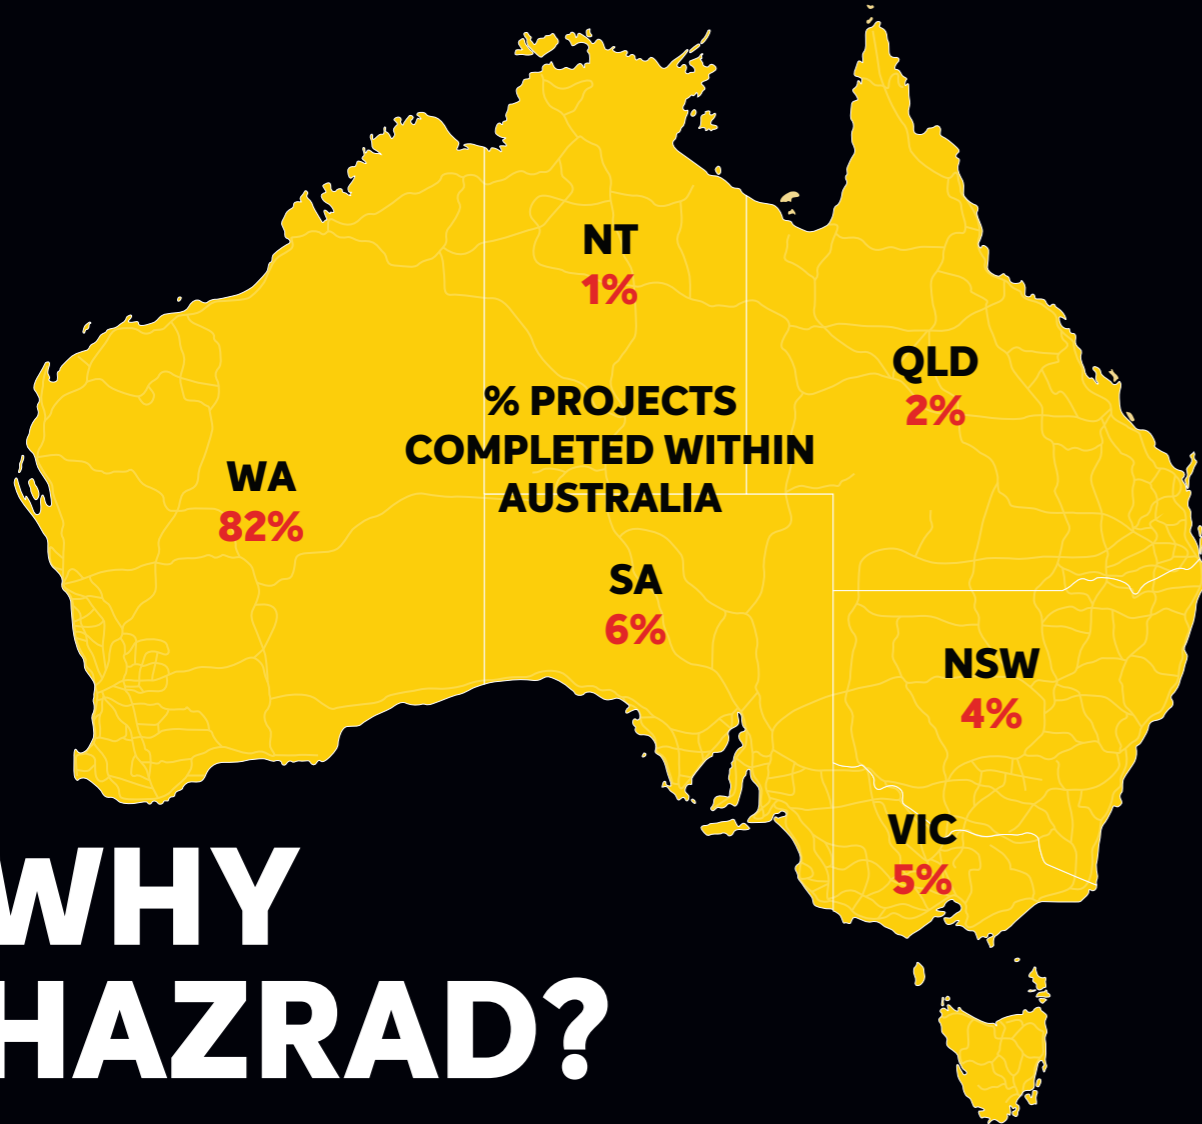 NT
1%
QLD
2%
% PROJECTS
COMPLETED WITHIN
AUSTRALIA
WA
82%
SA
6%
NSW
4%
VIC
5%
WHY
HAZRAD?